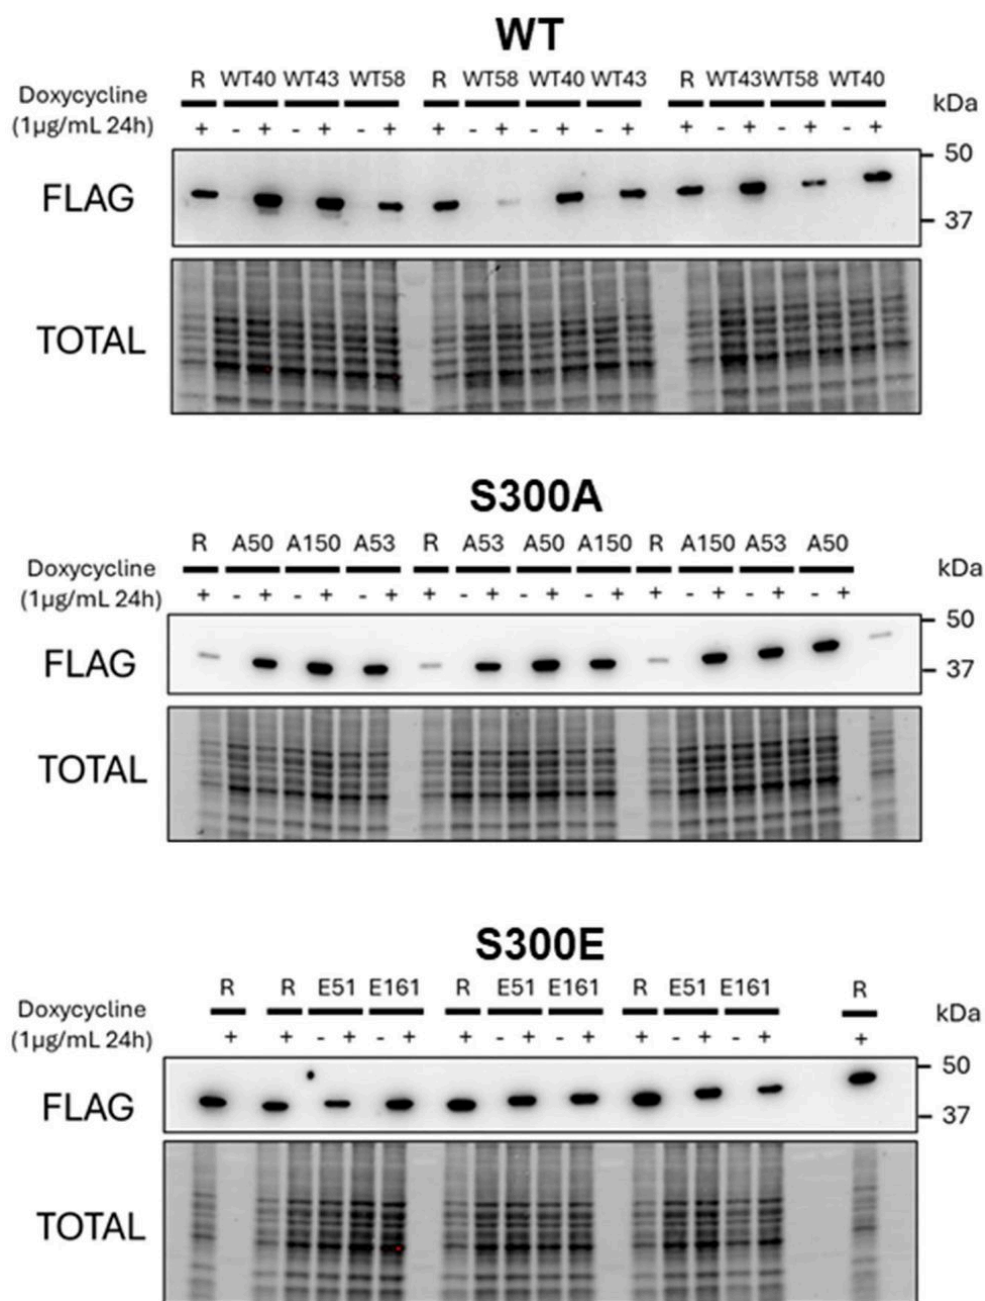 WT
R WT40 WT43 WT58 R WT58 WT40 WT43 R WT43WT58 WT40
Doxycycline
(1µg/mL 24h)
+ - + - + - + + - + - + - + + - + - + - +
kDa
FLAG
50
37
TOTAL
S300A
R A50 A150 A53 R A53 A50 A150 R A150 A53 A50
Doxycycline
(1µg/mL 24h)
+ - + - + - + + - + - + - + + - + - + - +
kDa
FLAG
50
37
TOTAL
S300E
R R E51 E161 R E51 E161 R E51 E161 R
Doxycycline
(1µg/mL 24h)
+ + - + - + + - + - + + - + - + +
kDa
FLAG
50
37
TOTAL